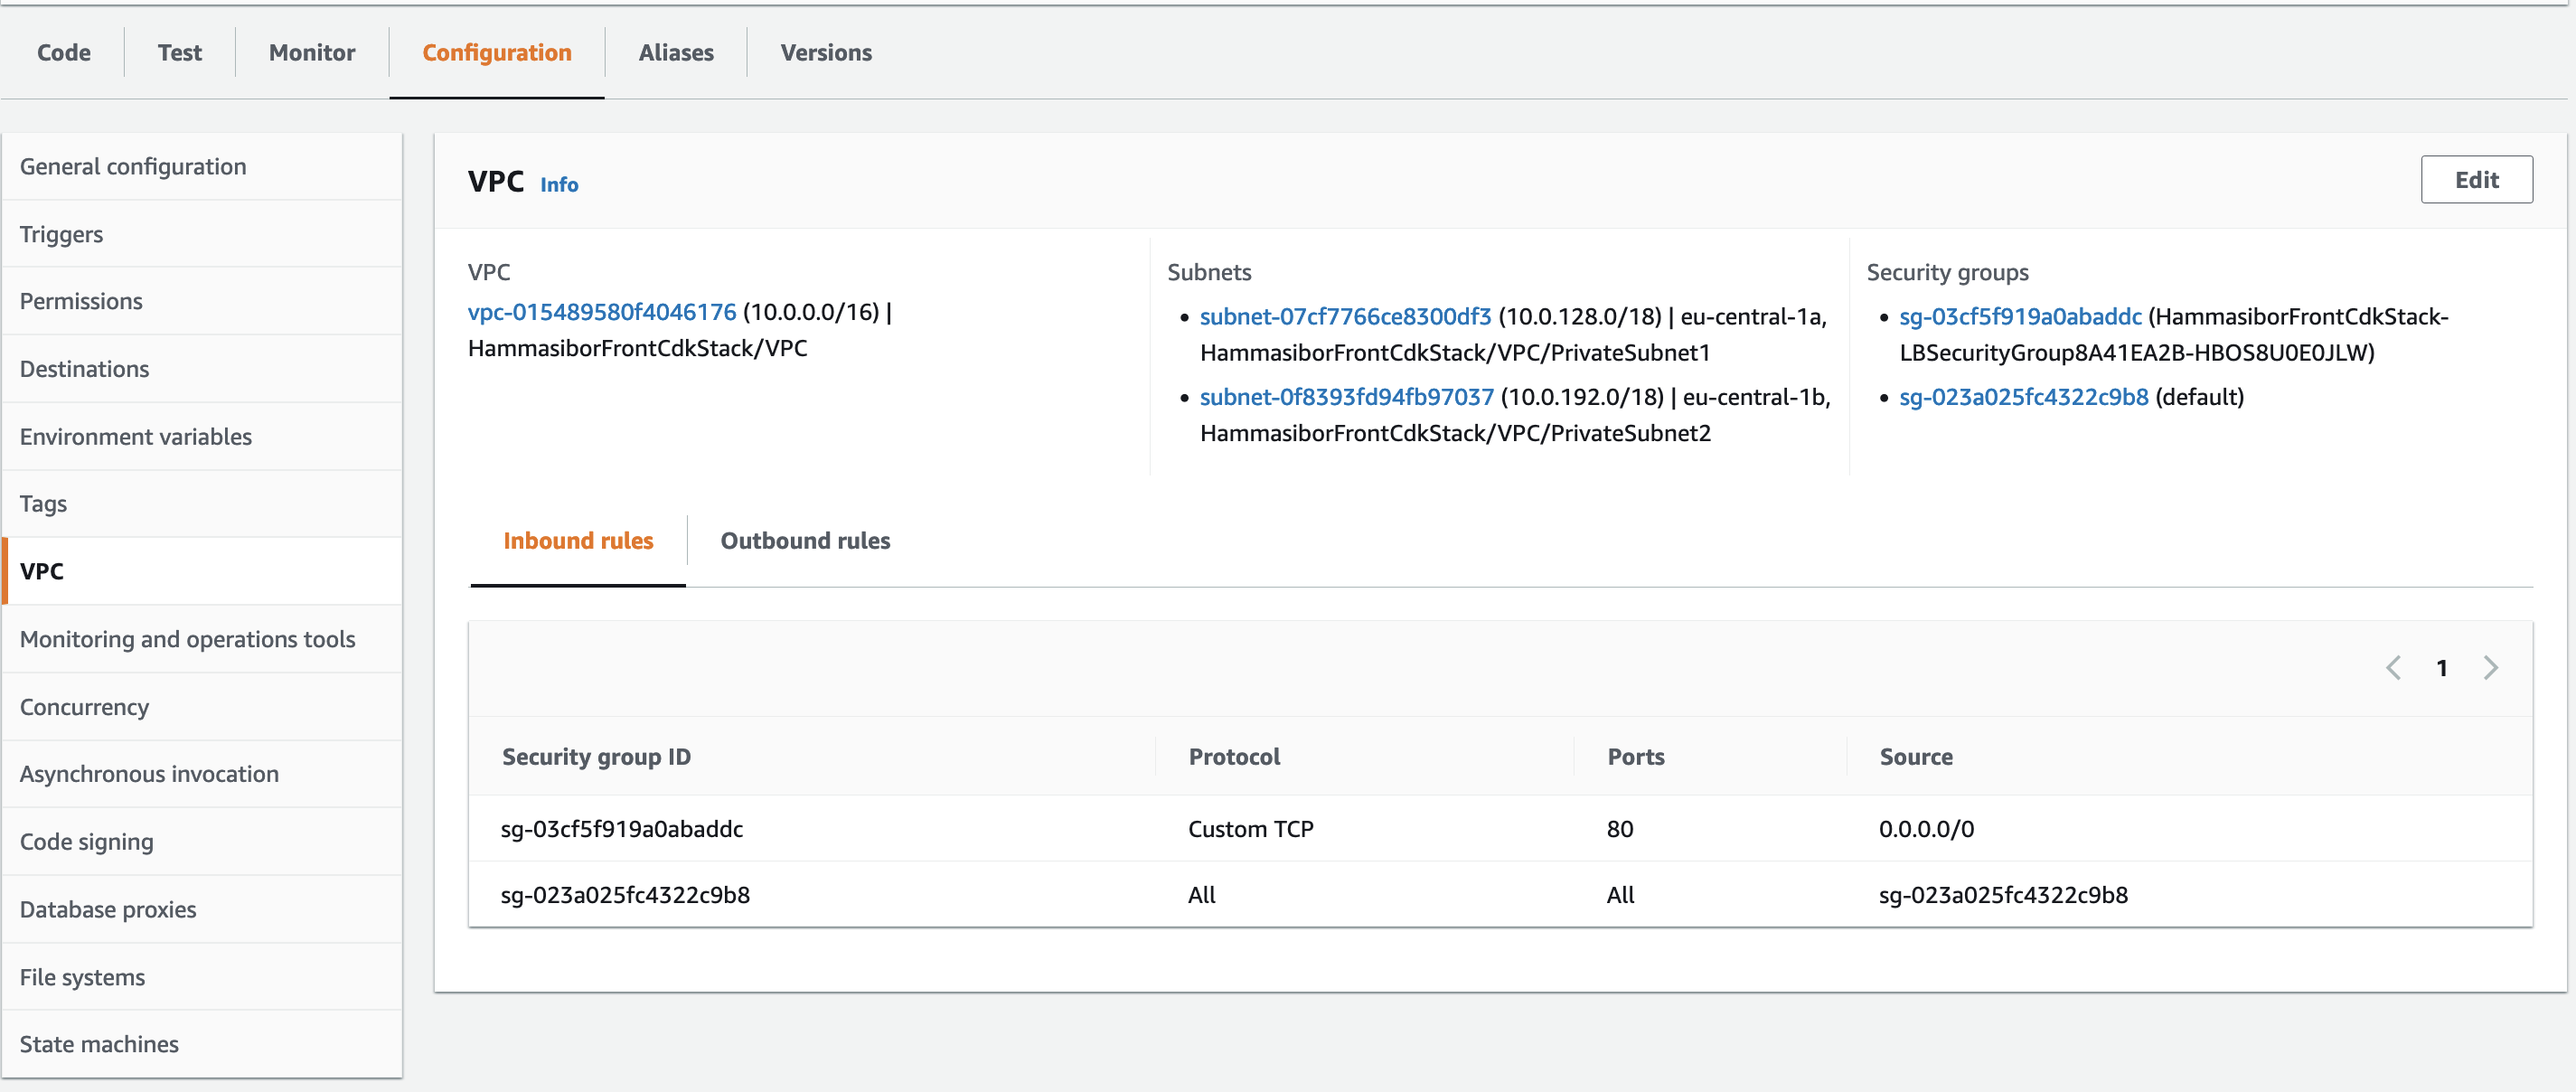 Code Test Monitor Configuration Aliases Versions
General configuration
Triggers
Permissions
Destinations
Environment variables
Tags
VPC
Monitoring and operations tools
Concurrency
Asynchronous invocation
Code signing
Database proxies
File systems
State machines
VPC Info
Edit
VPC
vpc-015489580f4046176 (10.0.0.0/16) |
HammasiborFrontCdkStack/VPC
Subnets
• subnet-07cf7766ce8300df3 (10.0.128.0/18) | eu-central-1a,
HammasiborFrontCdkStack/VPC/PrivateSubnet1
• subnet-0f8393fd94fb97037 (10.0.192.0/18) | eu-central-1b,
HammasiborFrontCdkStack/VPC/PrivateSubnet2
Security groups
• sg-03cf5f919a0abaddc (HammasiborFrontCdkStack-
LBSecurityGroup8A41EA2B-HBOS8U0E0JLW)
• sg-023a025fc4322c9b8 (default)
Inbound rules Outbound rules
1
Security group ID Protocol Ports Source
sg-03cf5f919a0abaddc Custom TCP 80 0.0.0.0/0
sg-023a025fc4322c9b8 All All sg-023a025fc4322c9b8